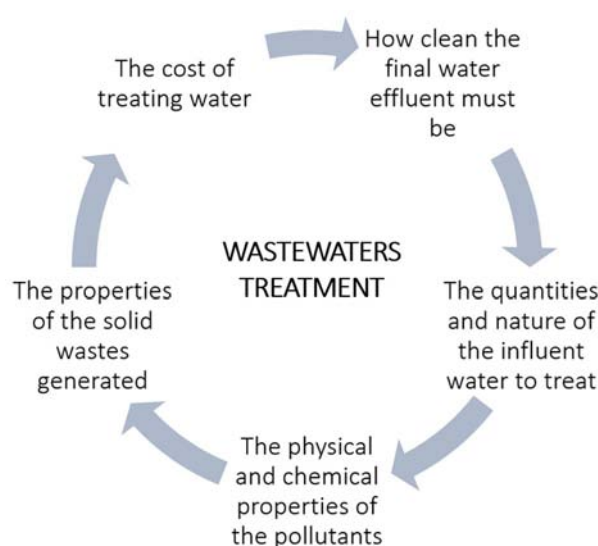 The cost of
treating water
How clean the
final water
effluent must
be
WASTEWATERS
TREATMENT
The quantities
and nature of
the influent
water to treat
The physical
and chemical
properties of
the pollutants
The properties
of the solid
wastes
generated